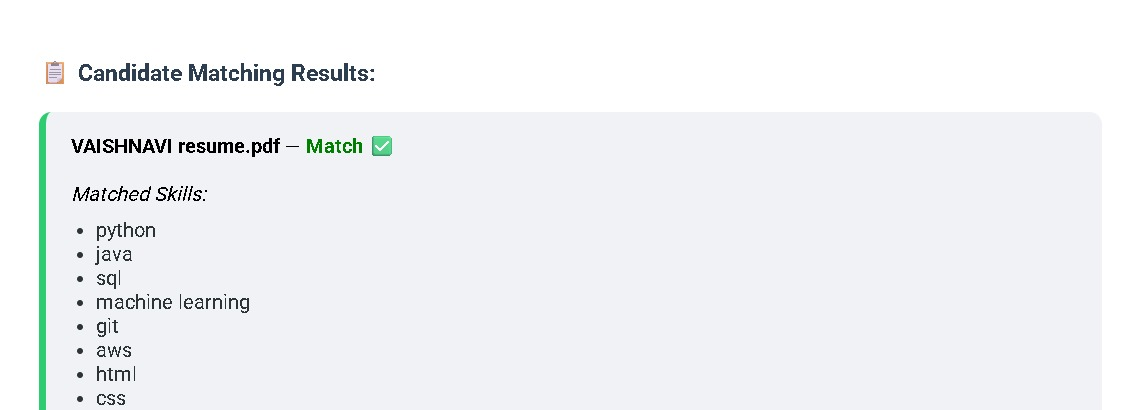 📋 Candidate Matching Results:
VAISHNAVI resume.pdf — Match ✅
Matched Skills:
• python
• java
• sql
• machine learning
• git
• aws
• html
• css